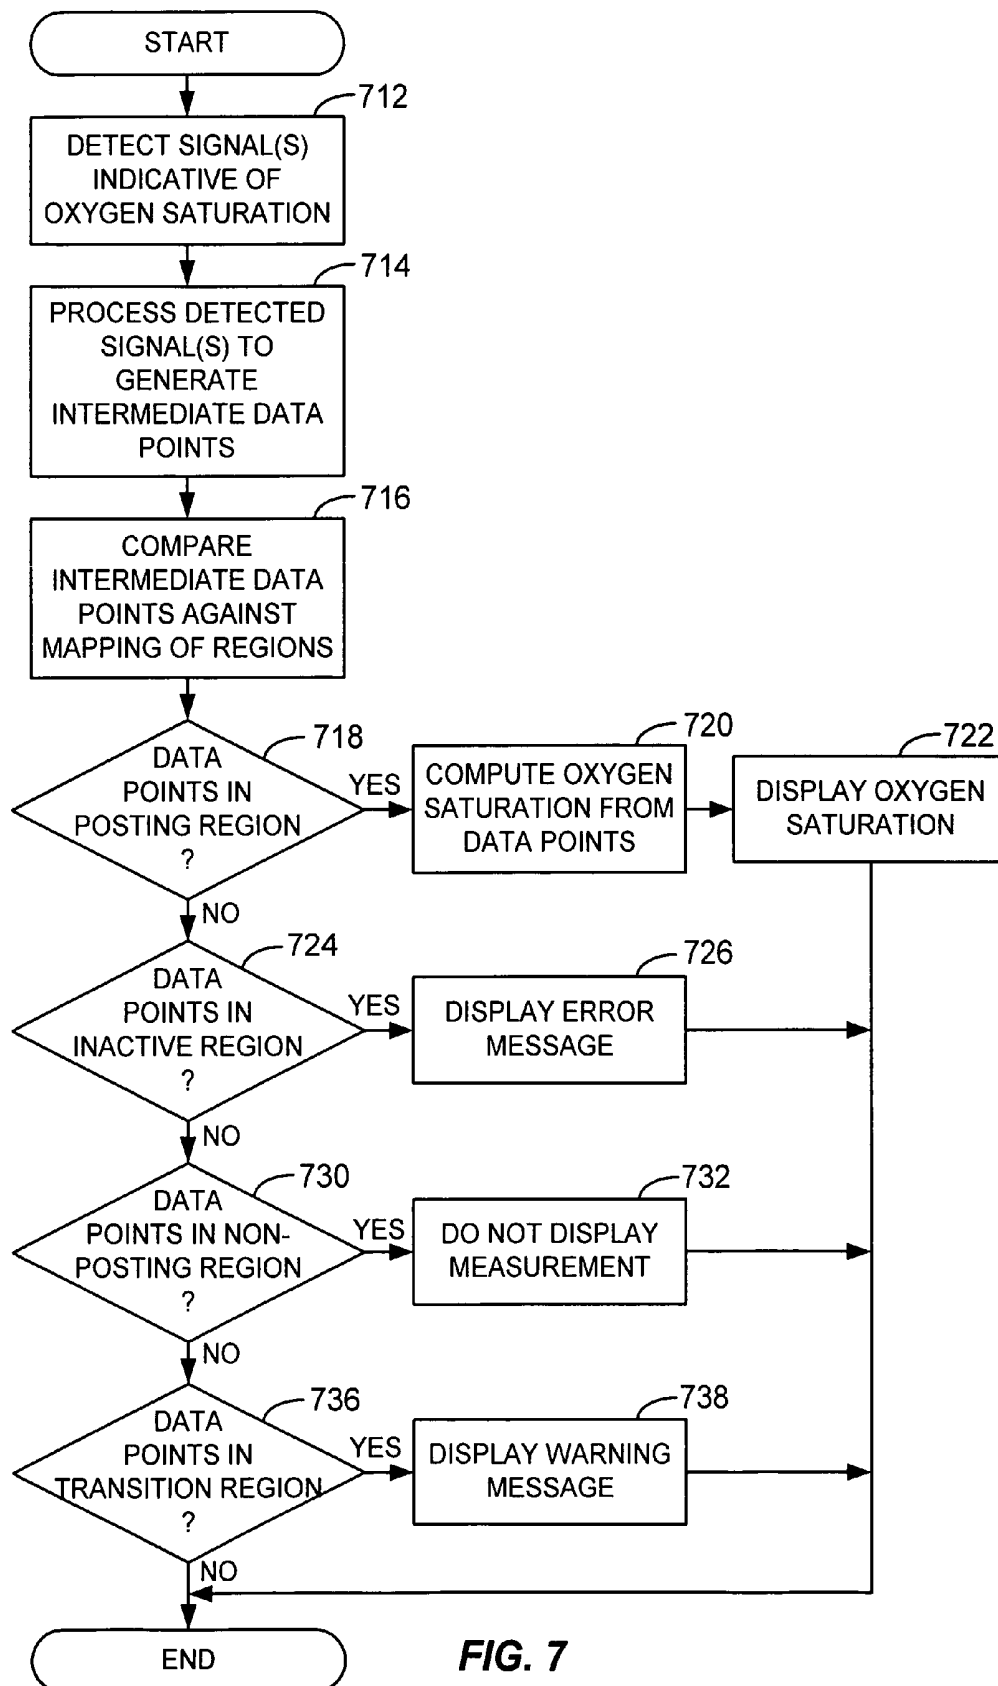 START
712
DETECT SIGNAL(S)
INDICATIVE OF
OXYGEN SATURATION
714
PROCESS DETECTED
SIGNAL(S) TO
GENERATE
INTERMEDIATE DATA
POINTS
716
COMPARE
INTERMEDIATE DATA
POINTS AGAINST
MAPPING OF REGIONS
718
DATA
POINTS IN
POSTING REGION
?
YES
720
COMPUTE OXYGEN
SATURATION FROM
DATA POINTS
722
DISPLAY OXYGEN
SATURATION
NO
724
DATA
POINTS IN
INACTIVE REGION
?
YES
726
DISPLAY ERROR
MESSAGE
NO
730
DATA
POINTS IN NON-
POSTING REGION
?
YES
732
DO NOT DISPLAY
MEASUREMENT
NO
736
DATA
POINTS IN
TRANSITION REGION
?
YES
738
DISPLAY WARNING
MESSAGE
NO
END
FIG. 7